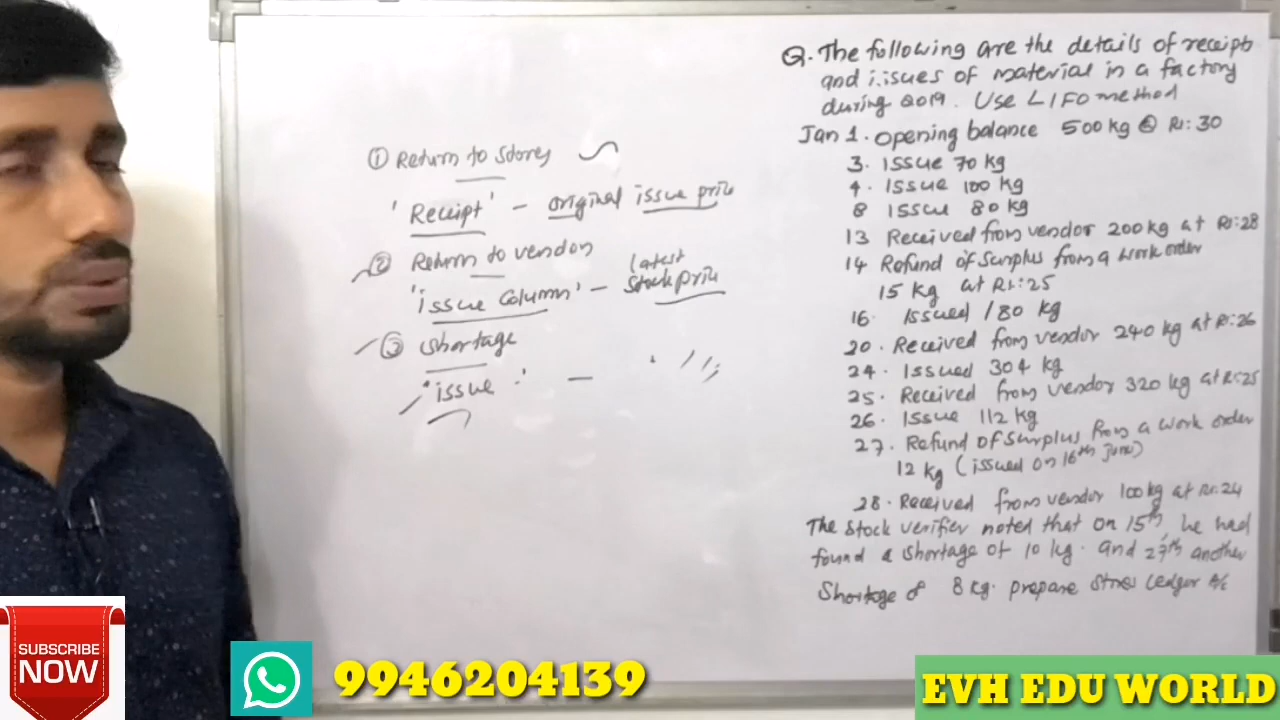 ① Return to stores
'Receipt' - original issue price
② Return to vendor
'issue column' - latest
stock price
③ Shortage
'issue' -
Q. The following are the details of receipt
and issues of material in a factory
during 2019. Use LIFO method
Jan 1. Opening balance 500 kg @ Rs: 30
3. Issue 70 kg
4. Issue 100 kg
8 Issue 80 kg
13 Received from vendor 200 kg at Rs:28
14 Refund of Surplus from a work order
15 kg at Rs:25
16. Issued 180 kg
20. Received from vendor 240 kg at Rs:26
24. Issued 304 kg
25. Received from vendor 320 kg at Rs:25
26. Issue 112 kg
27. Refund of Surplus from a work order
12 kg (issued on 16th june)
28. Received from vendor 100 kg at Rs:24
The stock verifier noted that on 15th, he had
found a shortage of 10 kg. and 27th another
Shortage of 8 kg. prepare stores Ledger A/c
SUBSCRIBE
NOW
9946204139
EVH EDU WORLD